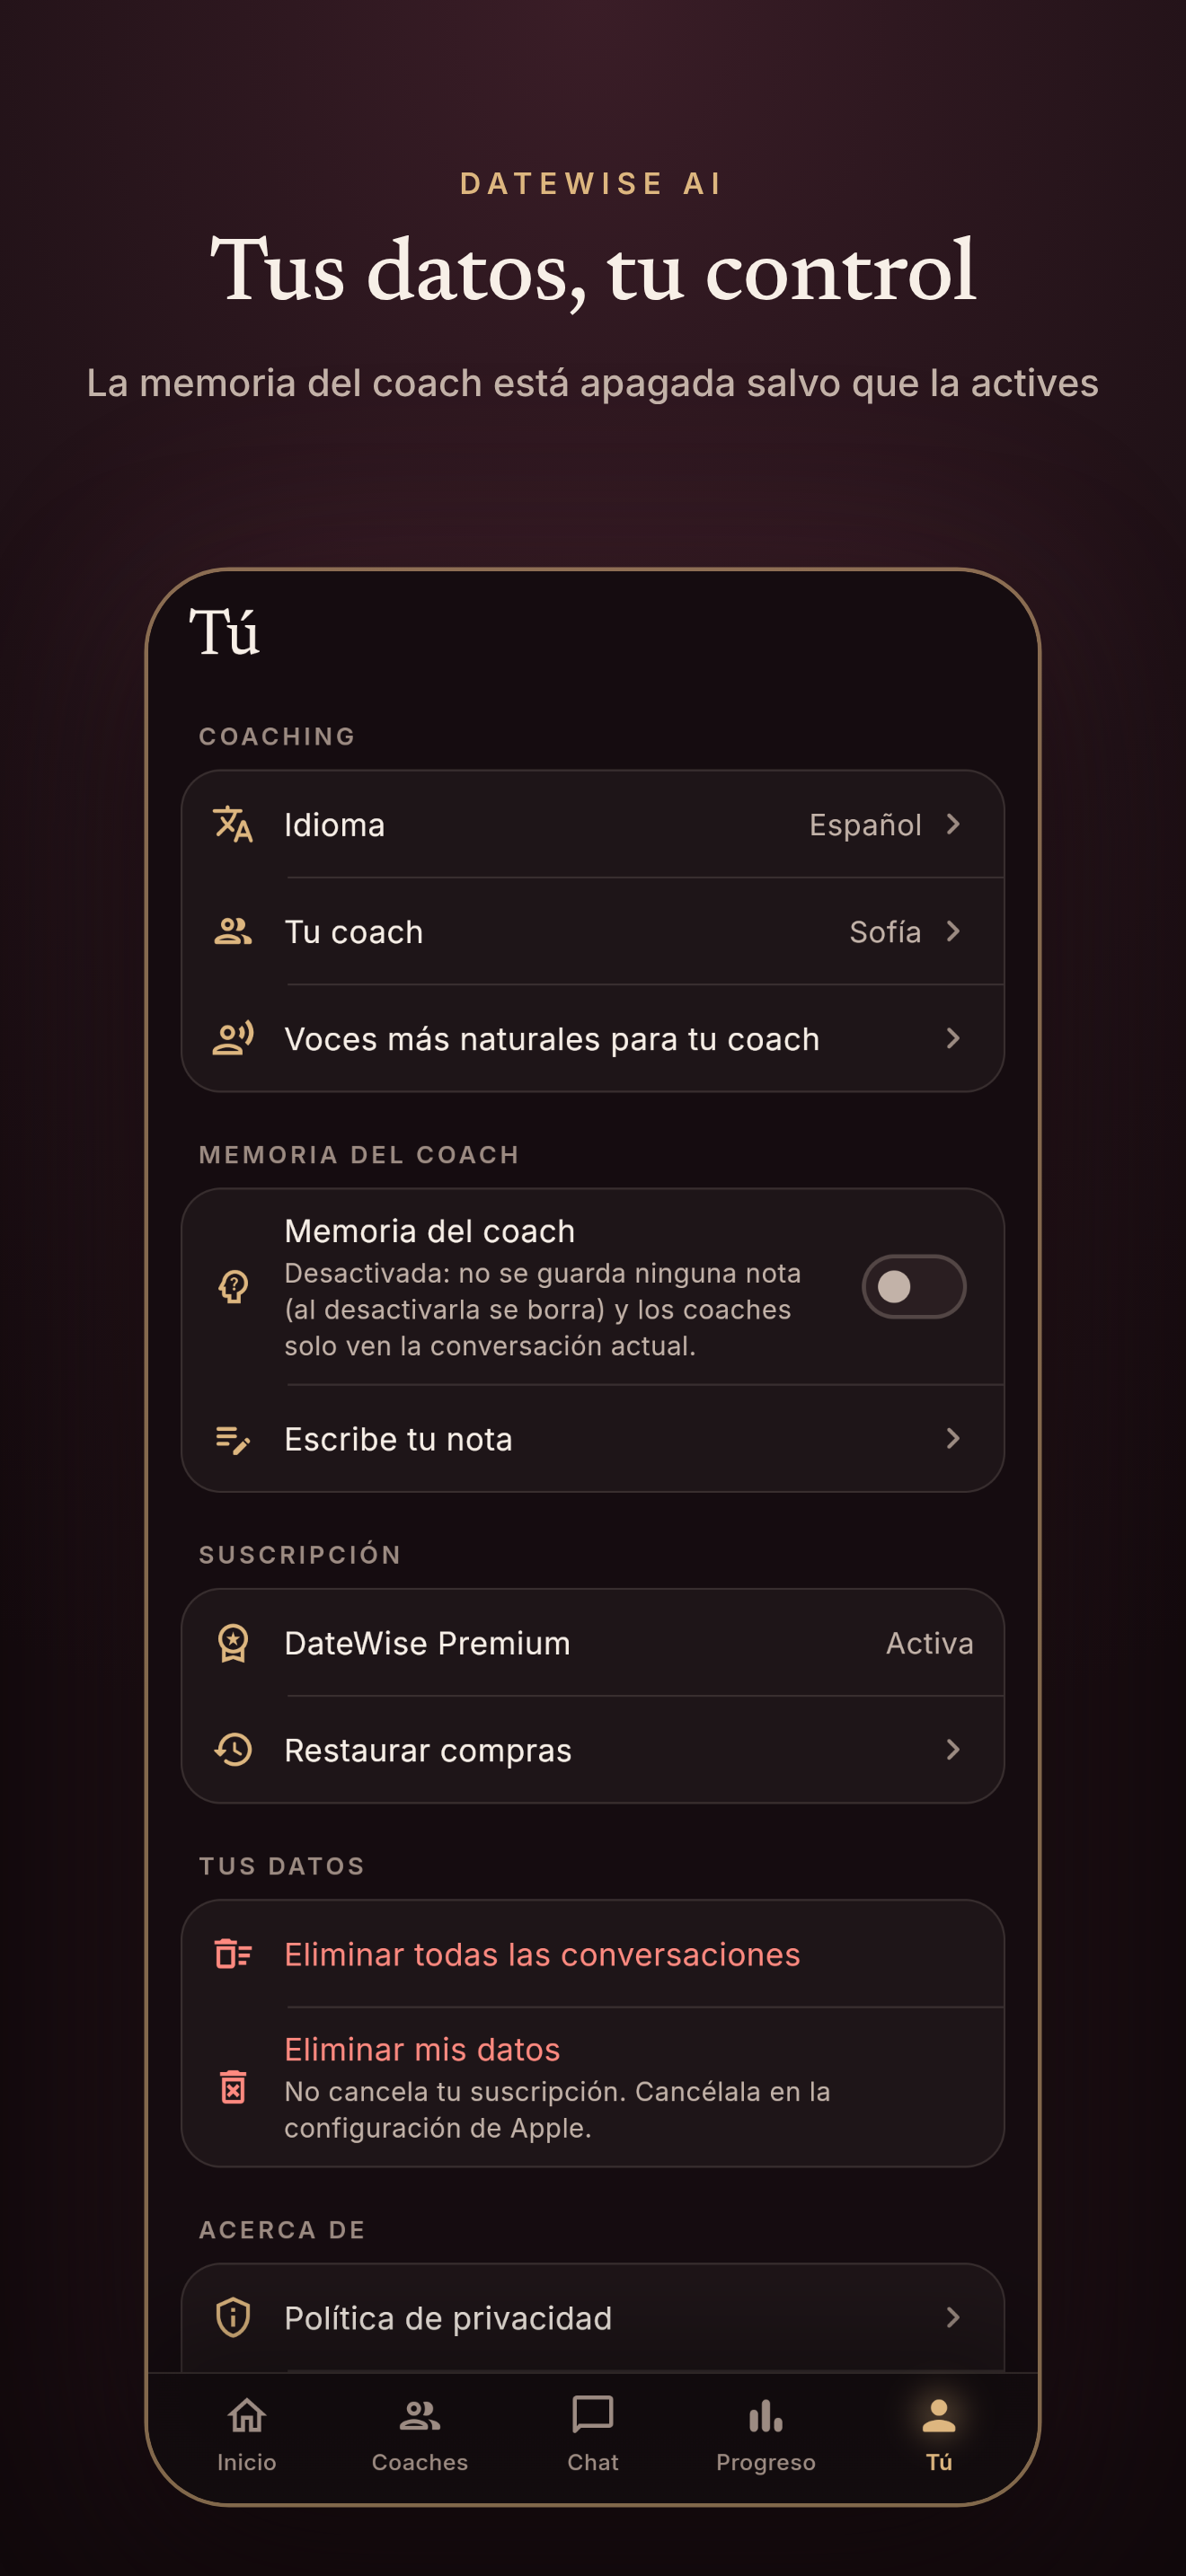 DATEWISE AI
Tus datos, tu control
La memoria del coach está apagada salvo que la actives
Tú
COACHING
Idioma
Español
Tu coach
Sofía
Voces más naturales para tu coach
MEMORIA DEL COACH
Memoria del coach
Desactivada: no se guarda ninguna nota
(al desactivarla se borra) y los coaches
solo ven la conversación actual.
Escribe tu nota
SUSCRIPCIÓN
DateWise Premium
Activa
Restaurar compras
TUS DATOS
Eliminar todas las conversaciones
Eliminar mis datos
No cancela tu suscripción. Cancélala en la
configuración de Apple.
ACERCA DE
Política de privacidad
Inicio
Coaches
Chat
Progreso
Tú